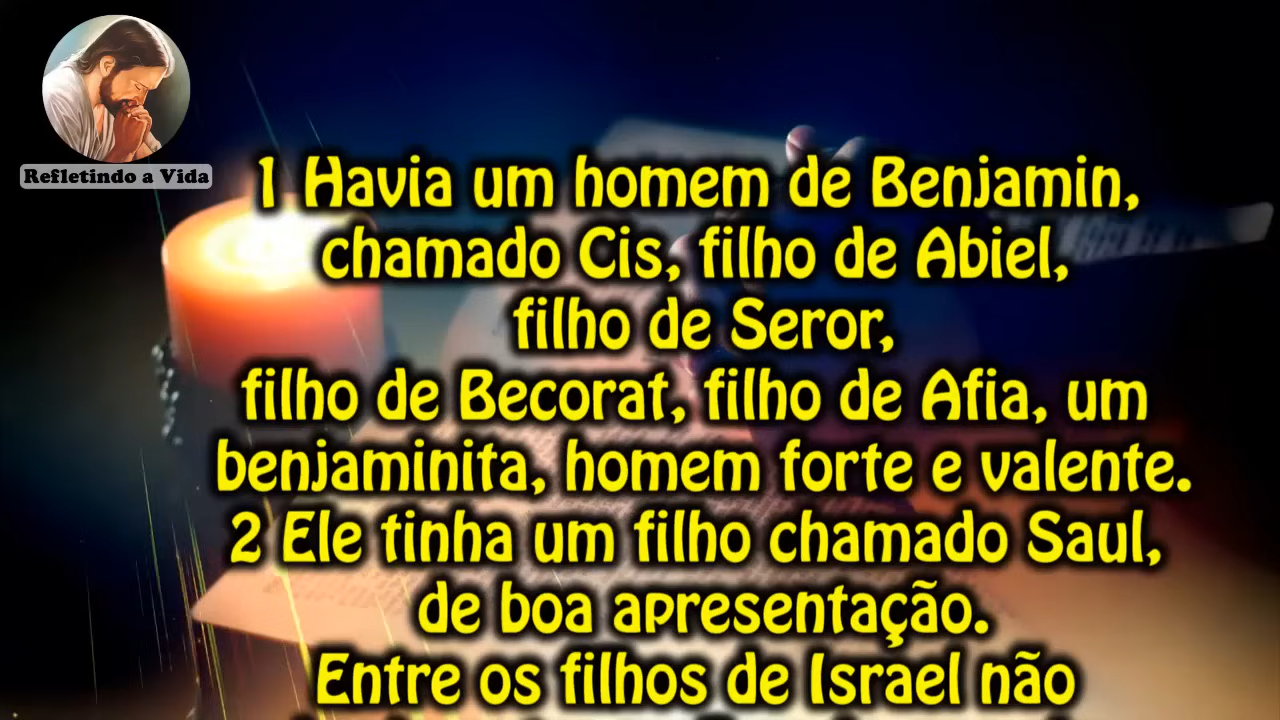 Refletindo a Vida
1 Havia um homem de Benjamin,
chamado Cis, filho de Abiel,
filho de Seror,
filho de Becorat, filho de Afia, um
benjaminita, homem forte e valente.
2 Ele tinha um filho chamado Saul,
de boa apresentação.
Entre os filhos de Israel não